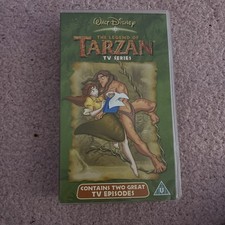 WALT DISNEY
THE LEGEND OF
TARZAN
TV SERIES
CONTAINS TWO GREAT
TV EPISODES
U